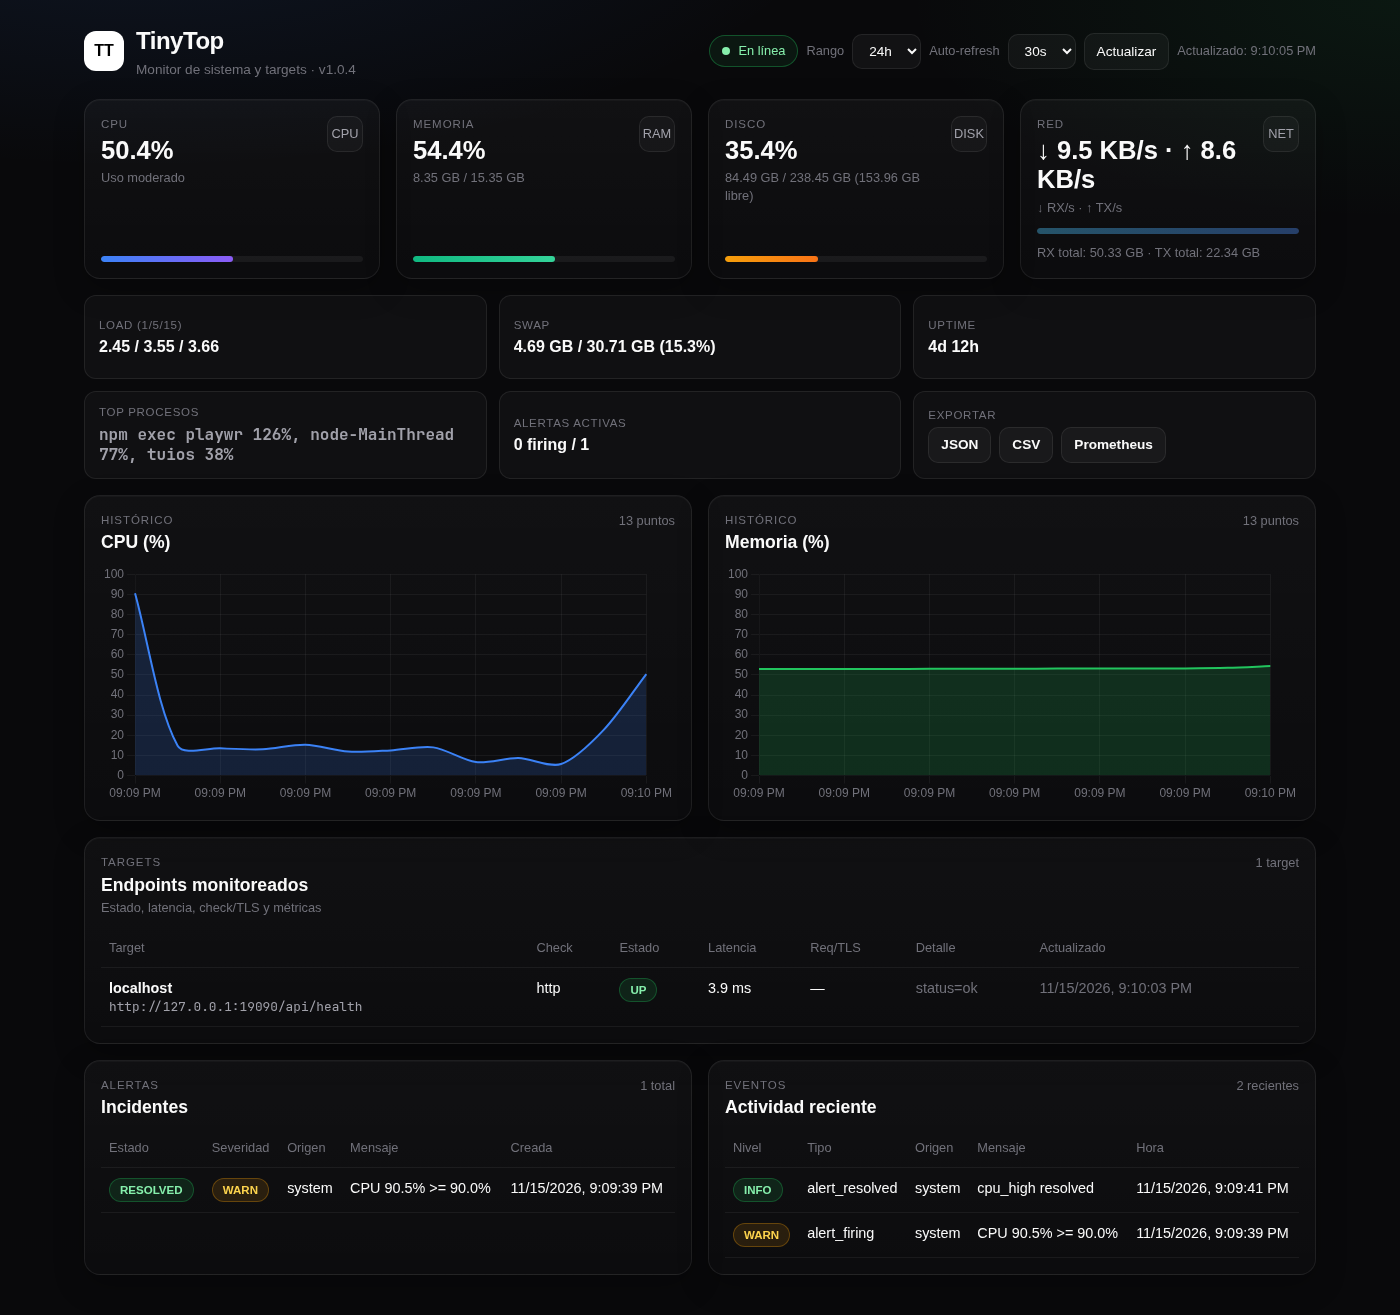 TT
TinyTop
Monitor de sistema y targets · v1.0.4
En línea
Rango
24h
Auto-refresh
30s
Actualizar
Actualizado: 9:10:05 PM
CPU
50.4%
Uso moderado
CPU
MEMORIA
54.4%
8.35 GB / 15.35 GB
RAM
DISCO
35.4%
84.49 GB / 238.45 GB (153.96 GB
libre)
DISK
RED
↓ 9.5 KB/s · ↑ 8.6
KB/s
↓ RX/s · ↑ TX/s
NET
RX total: 50.33 GB · TX total: 22.34 GB
LOAD (1/5/15)
2.45 / 3.55 / 3.66
SWAP
4.69 GB / 30.71 GB (15.3%)
UPTIME
4d 12h
TOP PROCESOS
npm exec playwr 126%, node-MainThread
77%, tuios 38%
ALERTAS ACTIVAS
0 firing / 1
EXPORTAR
JSON
CSV
Prometheus
HISTÓRICO
CPU (%)
13 puntos
100
90
80
70
60
50
40
30
20
10
0
09:09 PM
09:09 PM
09:09 PM
09:09 PM
09:09 PM
09:09 PM
09:10 PM
HISTÓRICO
Memoria (%)
13 puntos
100
90
80
70
60
50
40
30
20
10
0
09:09 PM
09:09 PM
09:09 PM
09:09 PM
09:09 PM
09:09 PM
09:10 PM
TARGETS
Endpoints monitoreados
Estado, latencia, check/TLS y métricas
1 target
Target Check Estado Latencia Req/TLS Detalle Actualizado
localhost http UP 3.9 ms — status=ok 11/15/2026, 9:10:03 PM
http://127.0.0.1:19090/api/health
ALERTAS
Incidentes
1 total
Estado Severidad Origen Mensaje Creada
RESOLVED WARN system CPU 90.5% >= 90.0% 11/15/2026, 9:09:39 PM
EVENTOS
Actividad reciente
2 recientes
Nivel Tipo Origen Mensaje Hora
INFO alert_resolved system cpu_high resolved 11/15/2026, 9:09:41 PM
WARN alert_firing system CPU 90.5% >= 90.0% 11/15/2026, 9:09:39 PM